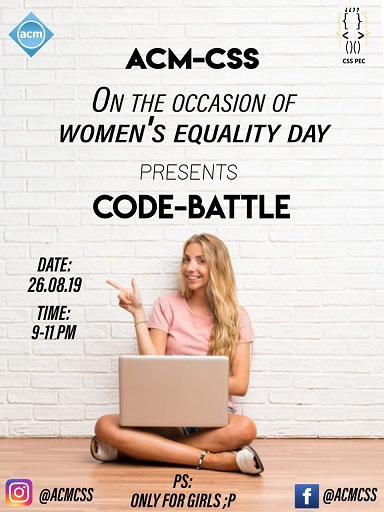 acm
CSS PEC
ACM-CSS
ON THE OCCASION OF
WOMEN'S EQUALITY DAY
PRESENTS
CODE-BATTLE
DATE:
26.08.19
TIME:
9-11 PM
PS:
ONLY FOR GIRLS ;P
@ACMCSS
@ACMCSS